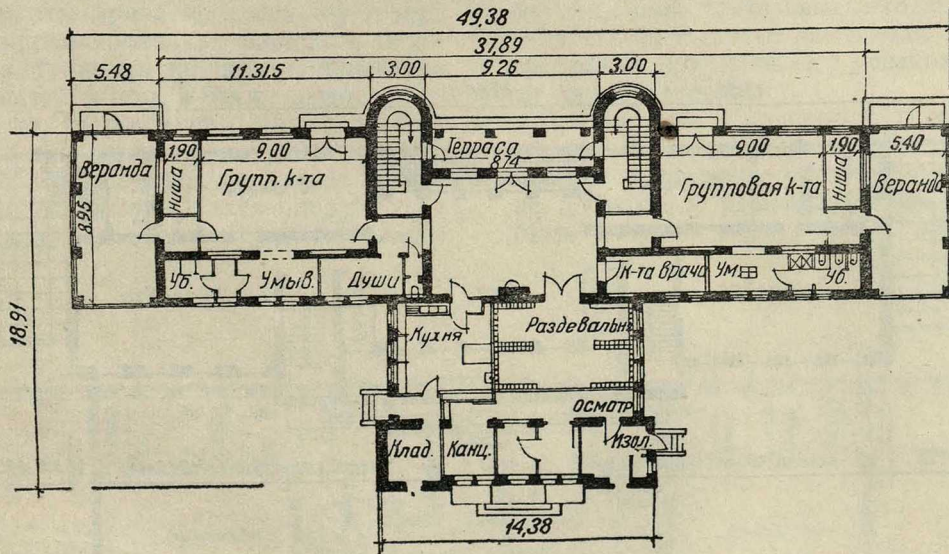 49,38
37,89
5,48 11.31,5 3,00 9.26 3,00
1,90 9,00 Терраса 8.74 9,00 1,90 5,40
Веранда ниша Групп. к-та Групповая к-та ниша Веранда
8.95
Уб. Умыв. Души К-та врача Ум. Уб.
18.91
Кухня Раздевальн
осмотр
Клад. Канц. Изол.
14,38